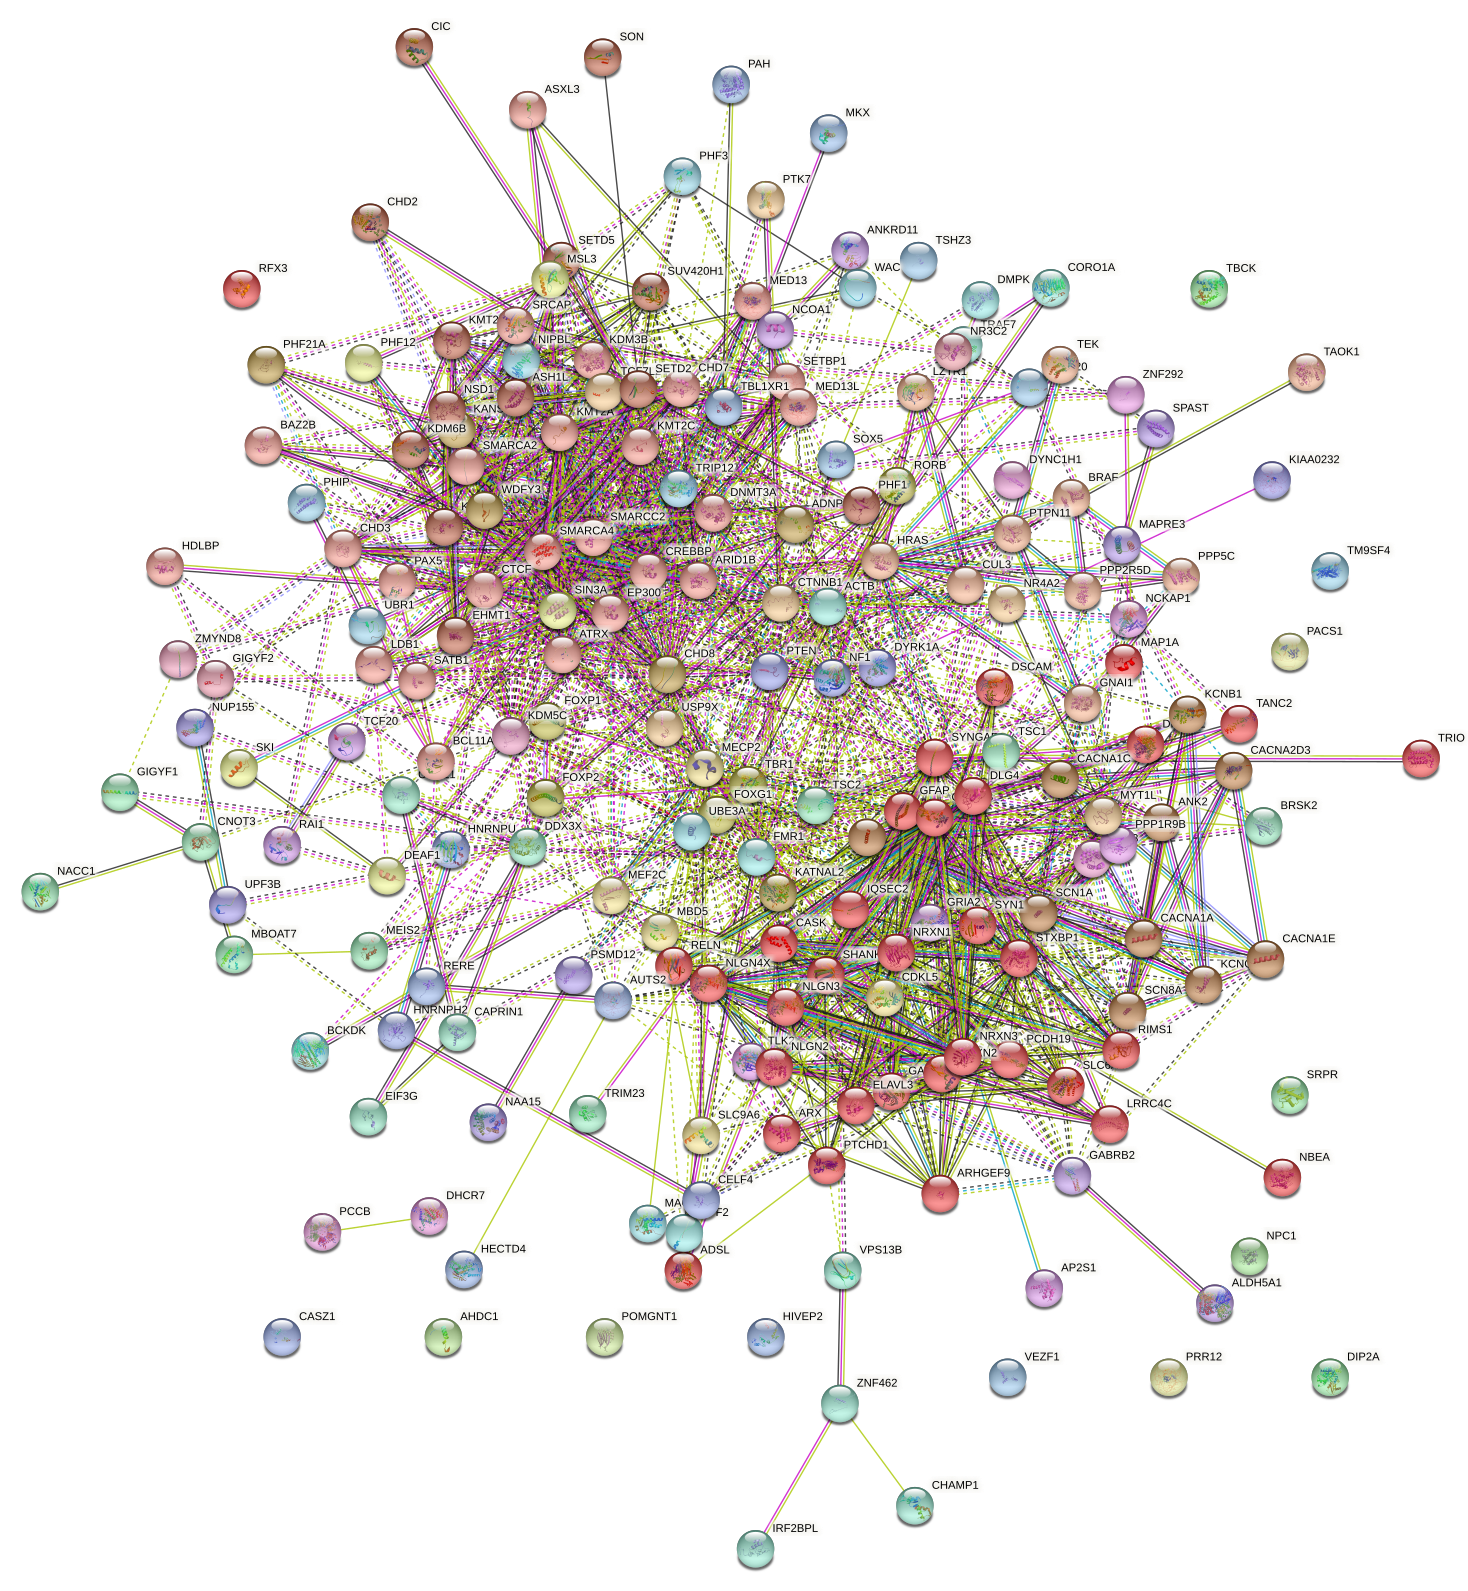 CIC
SON
ASXL3
PAH
MKX
PHF3
PTK7
CHD2
ANKRD11
TSHZ3
SETD5
MSL3
WAC
RFX3
SUV420H1
MED13
DMPK
CORO1A
TBCK
SRCAP
NCOA1
KMT2
TRAF7
NR3C2
NIPBL
KDM3B
PHF21A
PHF12
TEK
TAOK1
ASH1L
SETD2
CHD7
SETBP1
LZTR1
ZNF292
NSD1
TBL1XR1
MED13L
KMT2A
SPAST
BAZ2B
KDM6B
KMT2C
SMARCA2
SOX5
KIAA0232
PHIP
WDFY3
TRIP12
RORB
DYNC1H1
BRAF
DNMT3A
PHF1
ADNP
PTPN11
MAPRE3
CHD3
SMARCC2
SMARCA4
HDLBP
PAX5
CTCF
CREBBP
ARID1B
HRAS
CUL3
PPP2R5D
PPP5C
TM9SF4
UBR1
SIN3A
EP300
CTNNB1
ACTB
NR4A2
NCKAP1
EHMT1
ZMYND8
LDB1
SATB1
ATRX
GIGYF2
CHD8
PTEN
NF1
DYRK1A
DSCAM
MAP1A
PACS1
GNAI1
NUP155
TCF20
KDM5C
FOXP1
USP9X
KCNB1
TANC2
SKI
BCL11A
MECP2
SYNGAP1
TSC1
CACNA1C
CACNA2D3
TRIO
GIGYF1
FOXP2
TBR1
FOXG1
TSC2
GFAP
DLG4
MYT1L
ANK2
BRSK2
CNOT3
RAI1
HNRNPU
DDX3X
UBE3A
FMR1
PPP1R9B
NACC1
DEAF1
MEF2C
KATNAL2
UPF3B
IQSEC2
GRIA2
SYN1
SCN1A
MBD5
CASK
NRXN1
CACNA1A
MBOAT7
MEIS2
RELN
STXBP1
CACNA1E
RERE
PSMD12
NLGN4X
SHANK
CDKL5
AUTS2
NLGN3
SCN8A
HNRNPH2
CAPRIN1
BCKDK
RIMS1
NRXN3
PCDH19
NLGN2
EIF3G
NAA15
TRIM23
ELAVL3
SRPR
SLC9A6
ARX
LRRC4C
PTCHD1
GABRB2
NBEA
ARHGEF9
CELF4
PCCB
DHCR7
HECTD4
ADSL
VPS13B
AP2S1
NPC1
ALDH5A1
CASZ1
AHDC1
POMGNT1
HIVEP2
VEZF1
PRR12
DIP2A
ZNF462
CHAMP1
IRF2BPL